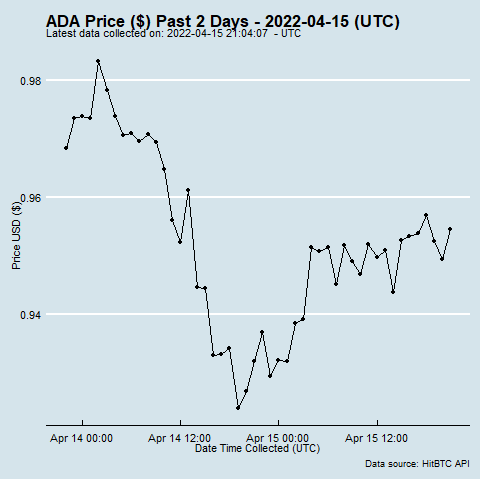 ADA Price ($) Past 2 Days - 2022-04-15 (UTC)
Latest data collected on: 2022-04-15 21:04:07 - UTC
0.98
0.96
0.94
Price USD ($)
Apr 14 00:00
Apr 14 12:00
Apr 15 00:00
Apr 15 12:00
Date Time Collected (UTC)
Data source: HitBTC API